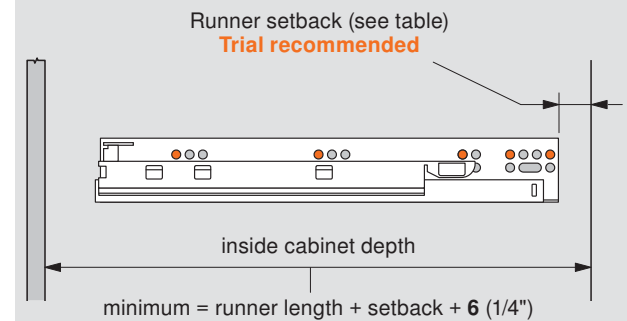 Runner setback (see table)
Trial recommended
inside cabinet depth
minimum = runner length + setback + 6 (1/4")